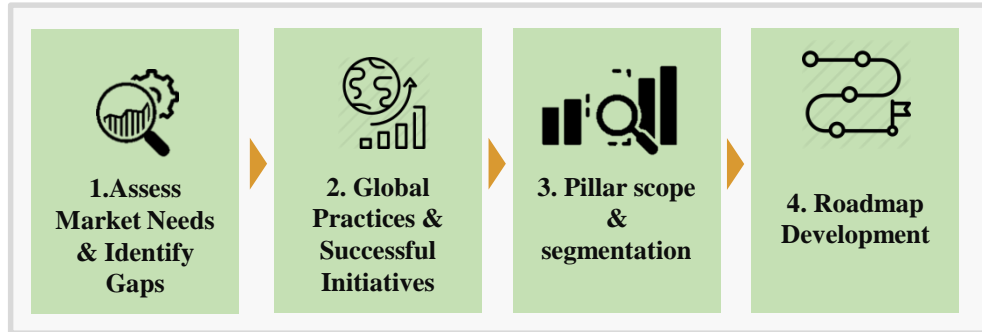 1.Assess
Market Needs
& Identify
Gaps
2. Global
Practices &
Successful
Initiatives
3. Pillar scope
&
segmentation
4. Roadmap
Development